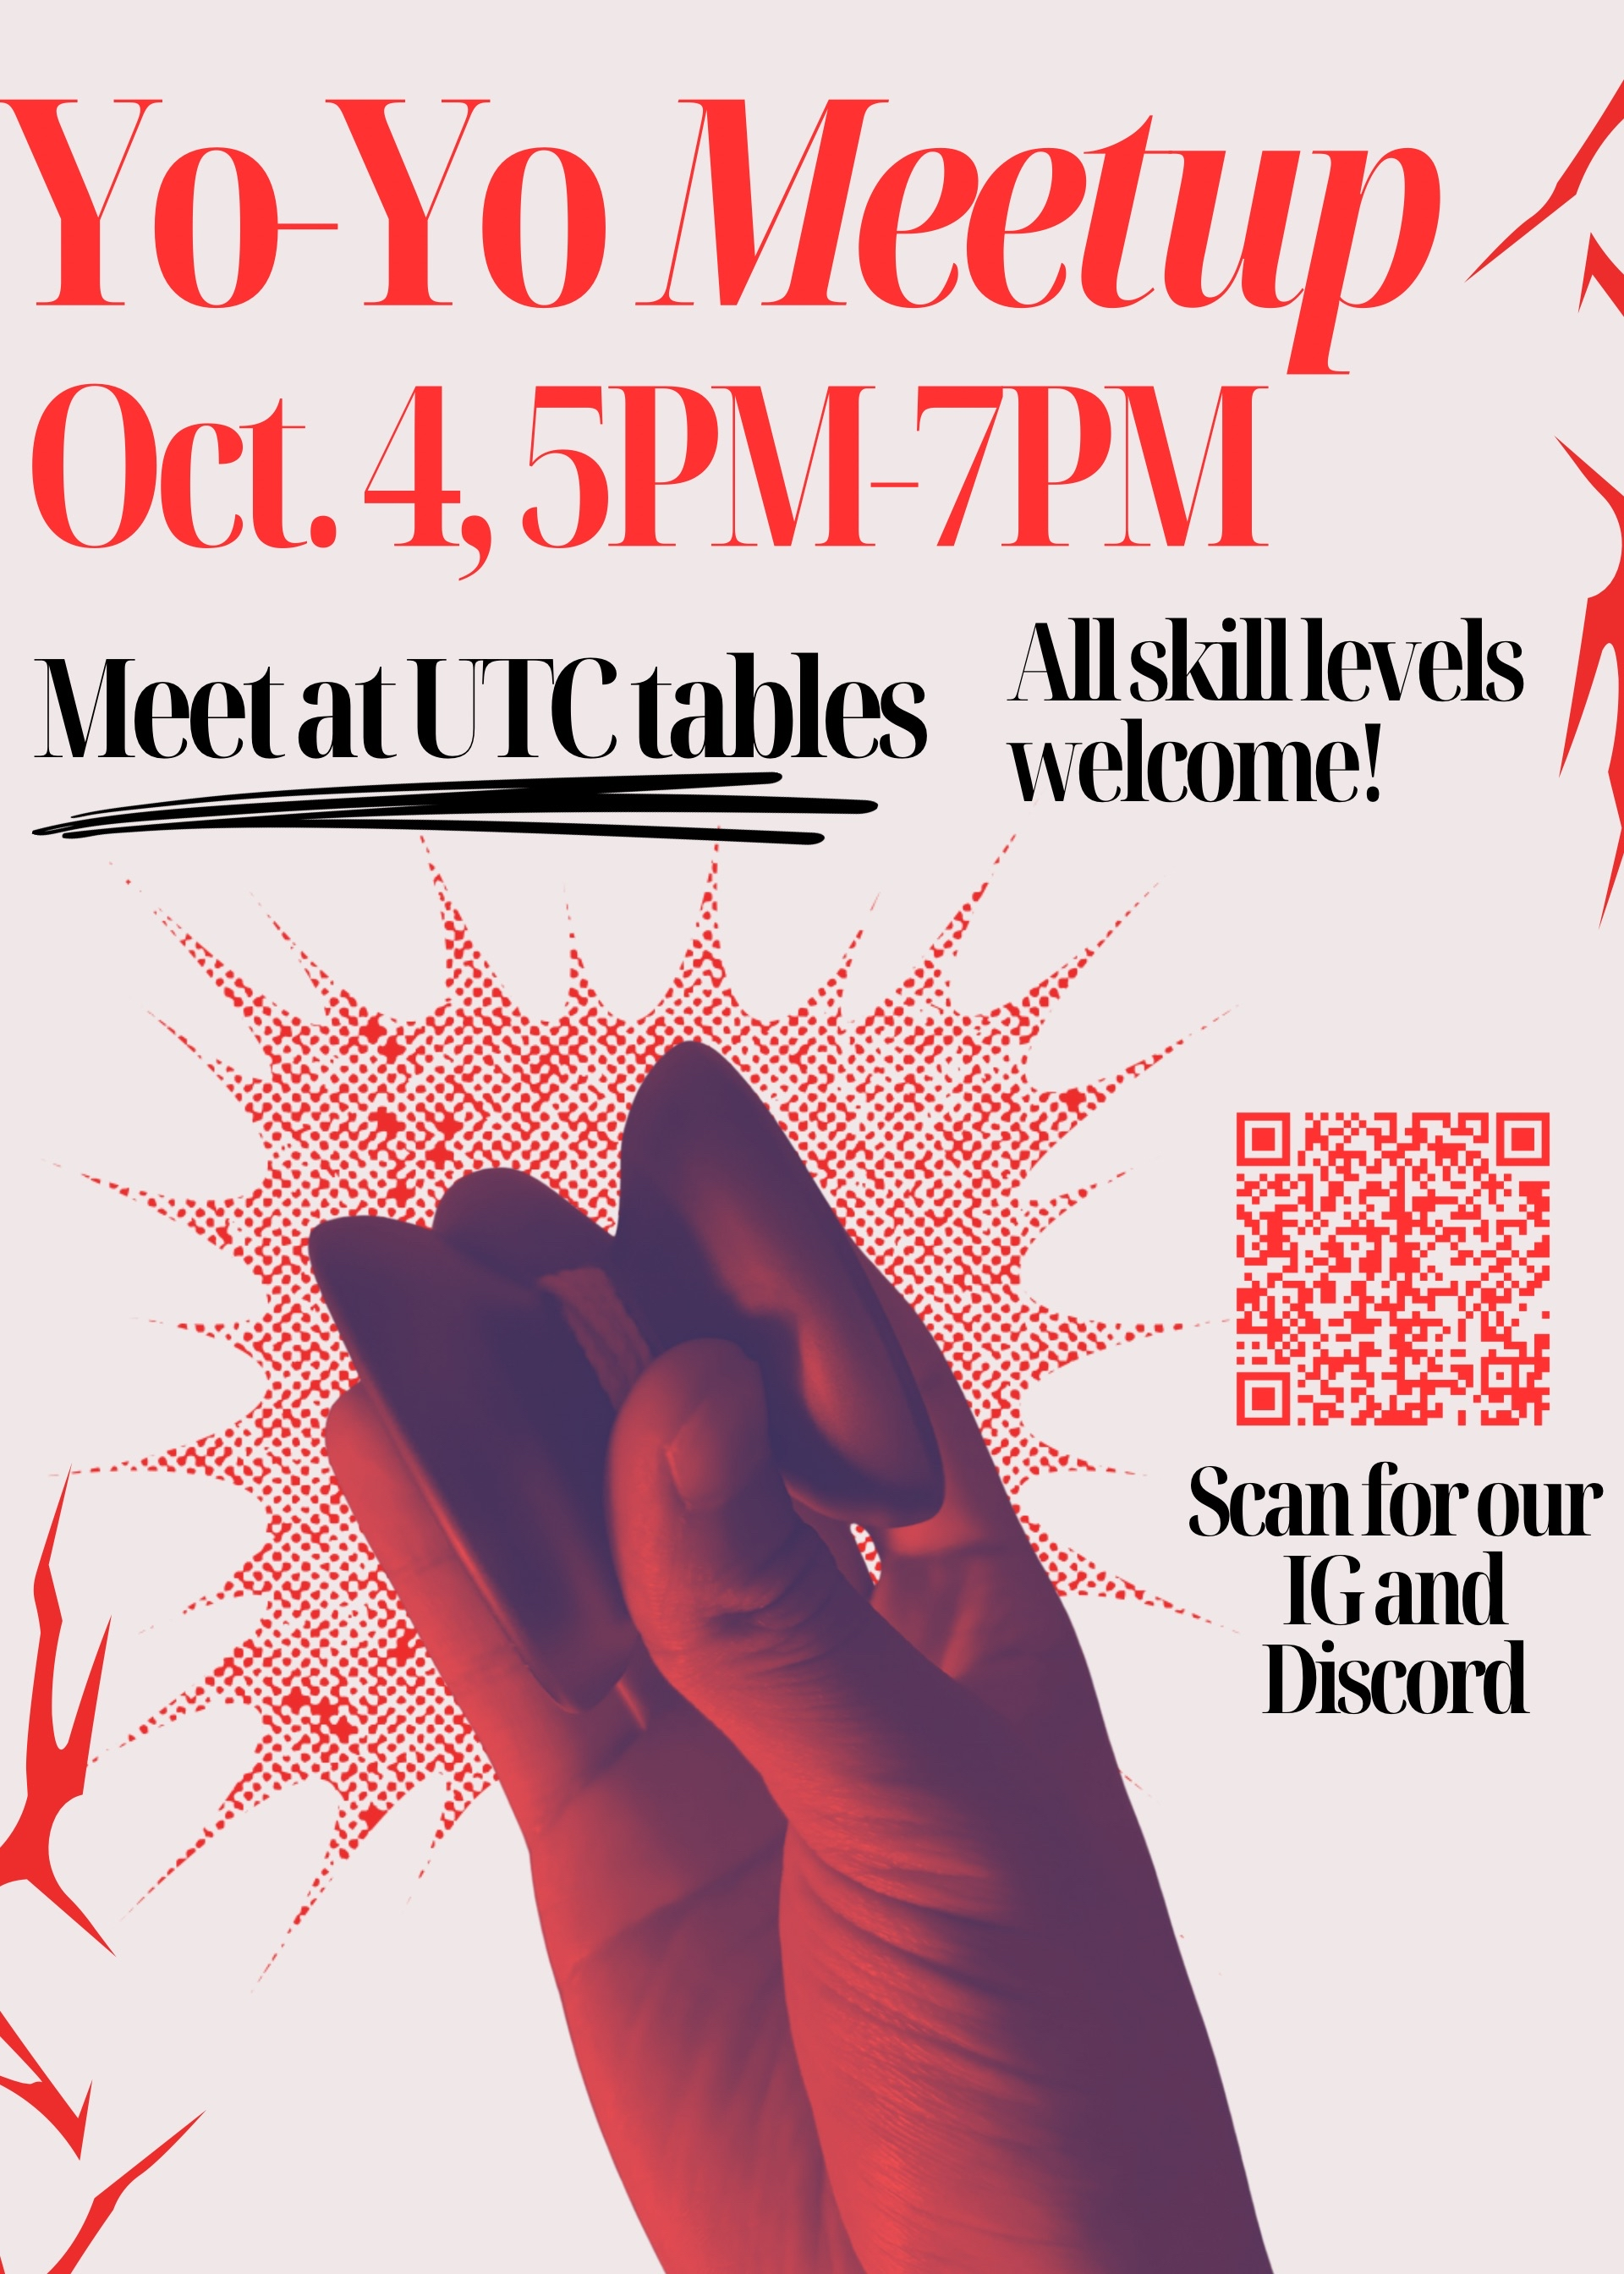 Yo-Yo Meetup
Oct. 4, 5PM-7PM
Meet at UTC tables
All skill levels
welcome!
Scan for our
IG and
Discord